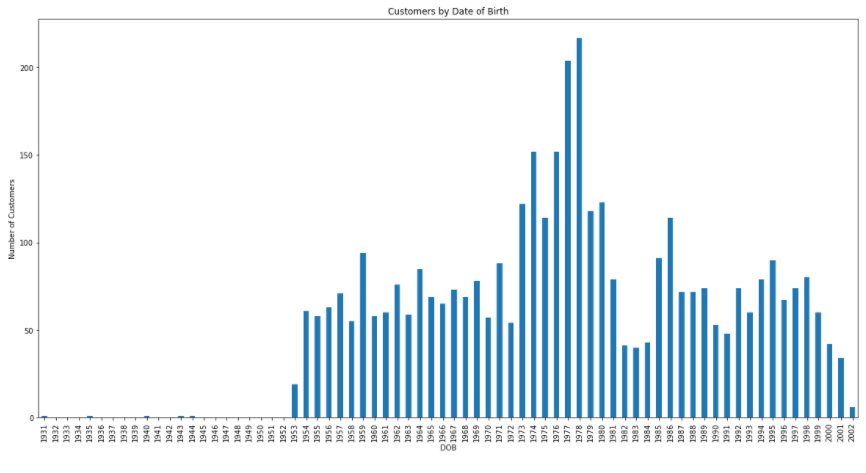 Customers by Date of Birth
Number of Customers
200
150
100
50
0
1931 1932 1933 1934 1935 1936 1937 1938 1939 1940 1941 1942 1943 1944 1945 1946 1947 1948 1949 1950 1951 1952 1953 1954 1955 1956 1957 1958 1959 1960 1961 1962 1963 1964 1965 1966 1967 1968 1969 1970 1971 1972 1973 1974 1975 1976 1977 1978 1979 1980 1981 1982 1983 1984 1985 1986 1987 1988 1989 1990 1991 1992 1993 1994 1995 1996 1997 1998 1999 2000 2001 2002
DOB